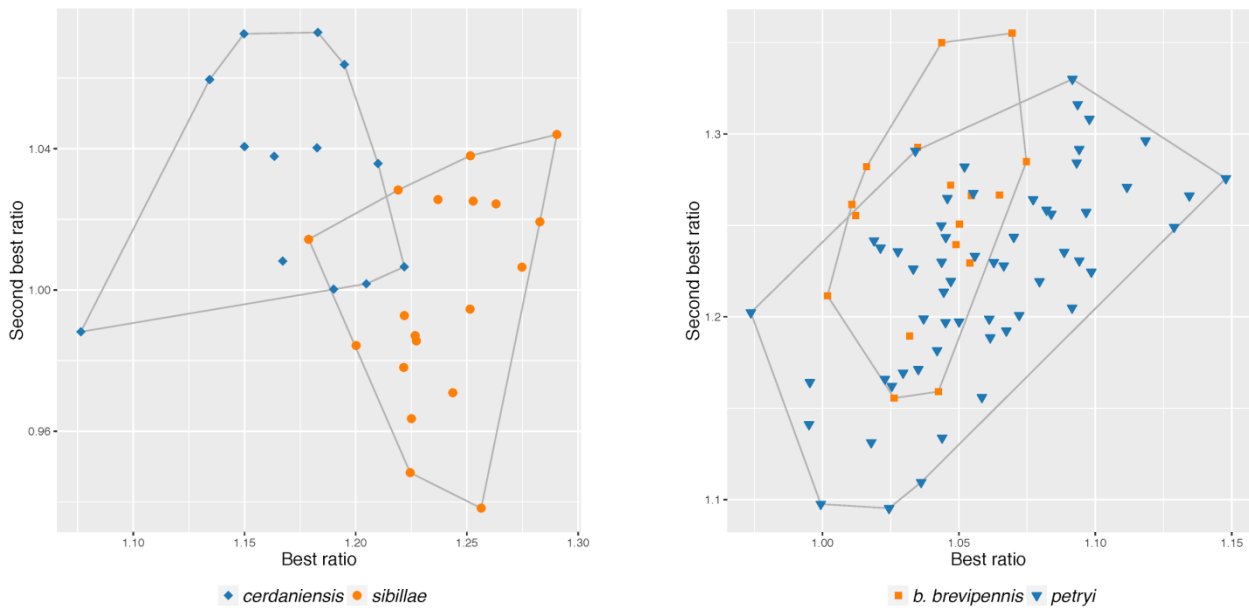 Second best ratio
1.04
1.00
0.96
1.10
1.15
1.20
1.25
1.30
Best ratio
cerdaniensis
sibillae
Second best ratio
1.3
1.2
1.1
1.00
1.05
1.10
1.15
Best ratio
b. brevipennis
petryi